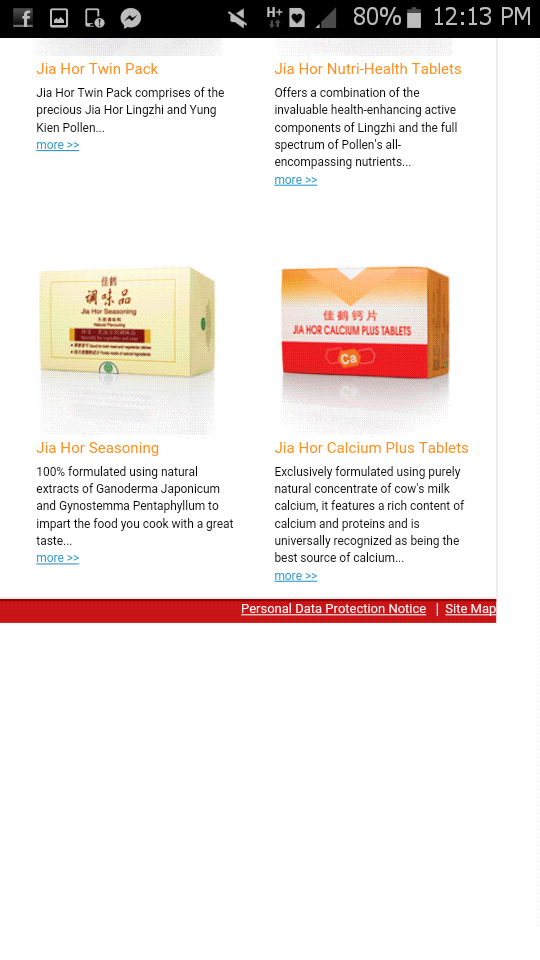 H+
80%
12:13 PM
Jia Hor Twin Pack
Jia Hor Twin Pack comprises of the
precious Jia Hor Lingzhi and Yung
Kien Pollen...
more >>
Jia Hor Nutri-Health Tablets
Offers a combination of the
invaluable health-enhancing active
components of Lingzhi and the full
spectrum of Pollen's all-
encompassing nutrients...
more >>
佳鹤
调味品
Jia Hor Seasoning
Natural Flavouring
佳鹤钙片
JIA HOR CALCIUM PLUS TABLETS
Ca
Jia Hor Seasoning
100% formulated using natural
extracts of Ganoderma Japonicum
and Gynostemma Pentaphyllum to
impart the food you cook with a great
taste...
more >>
Jia Hor Calcium Plus Tablets
Exclusively formulated using purely
natural concentrate of cow's milk
calcium, it features a rich content of
calcium and proteins and is
universally recognized as being the
best source of calcium...
more >>
Personal Data Protection Notice | Site Map